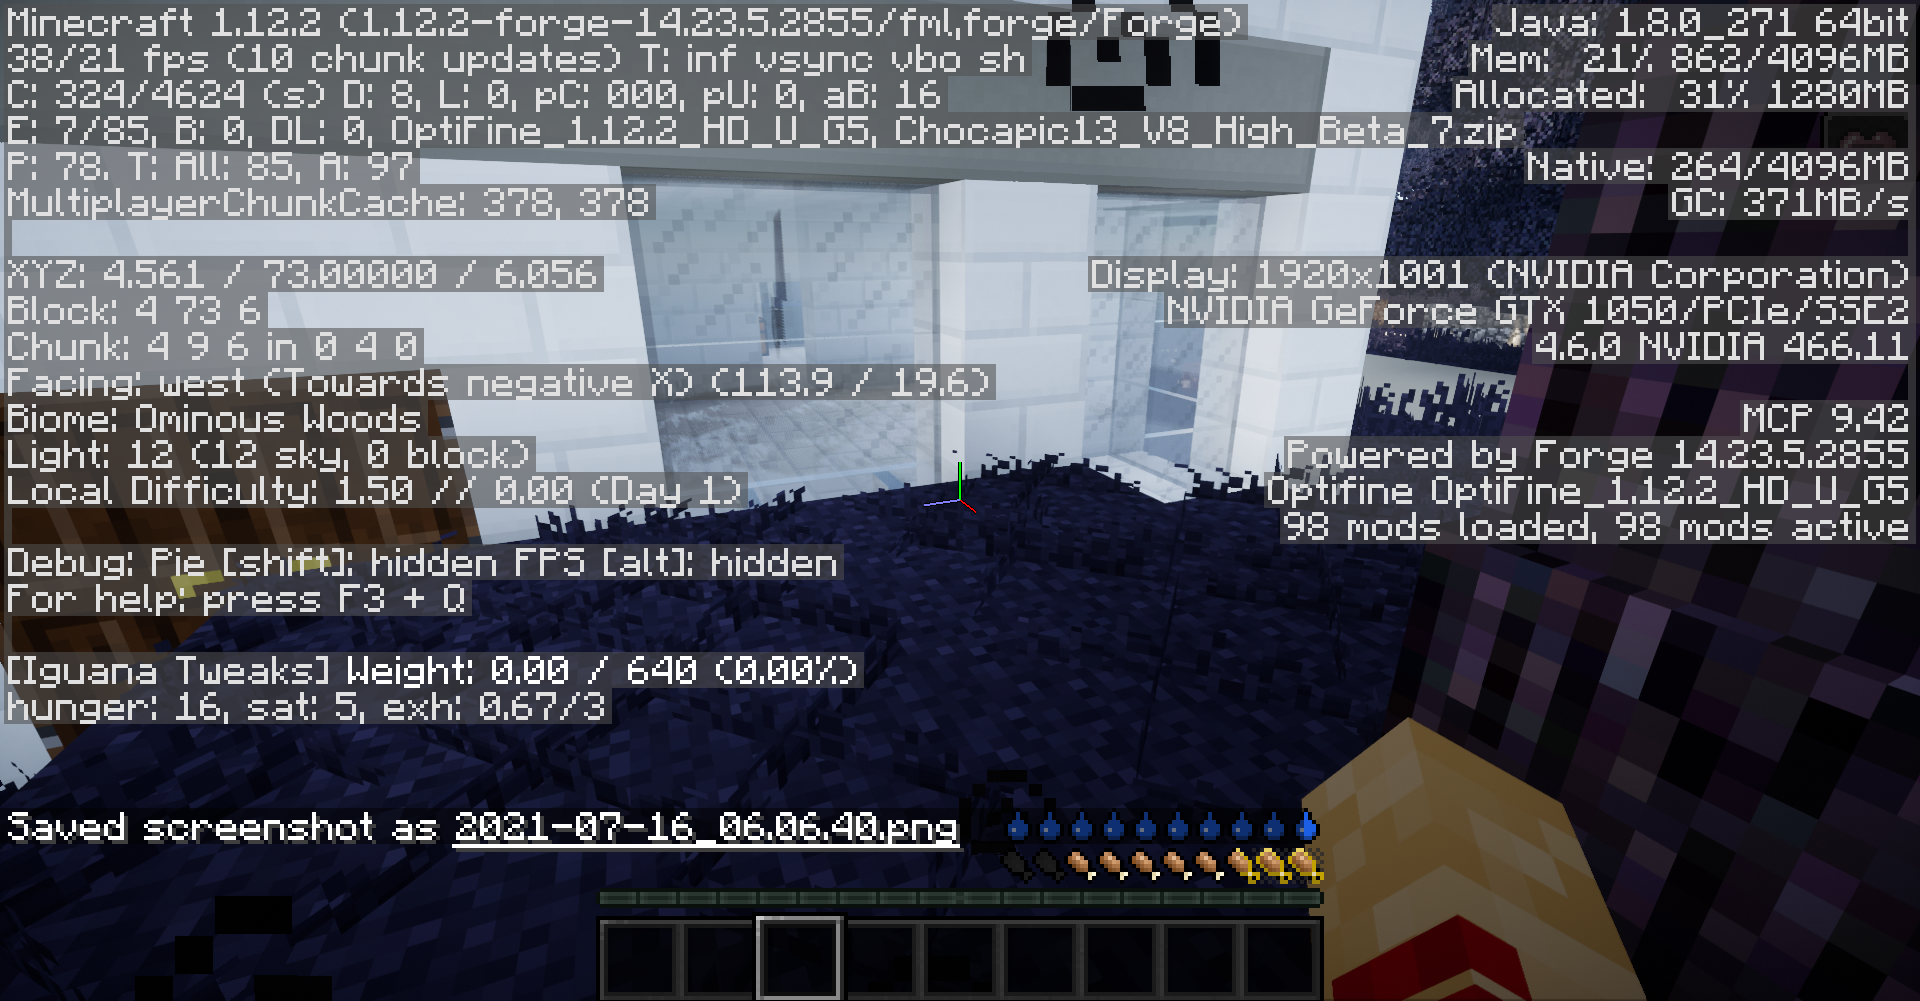 Minecraft 1.12.2 (1.12.2-forge-14.23.5.2855/fml,forge/Forge)
38/21 fps (10 chunk updates) T: inf vsync vbo sh
C: 324/4624 (s) D: 8, L: 0, pC: 000, pU: 0, aB: 16
E: 7/85, B: 0, DL: 0, OptiFine_1.12.2_HD_U_G5, Chocapic13_V8_High_Beta_7.zip
P: 78. T: All: 85, A: 97
MultiplayerChunkCache: 378, 378
XYZ: 4.561 / 73.00000 / 6.056
Block: 4 73 6
Chunk: 4 9 6 in 0 4 0
Facing: west (Towards negative X) (113.9 / 19.6)
Biome: Ominous Woods
Light: 12 (12 sky, 0 block)
Local Difficulty: 1.50 // 0.00 (Day 1)
Debug: Pie [shift]: hidden FPS [alt]: hidden
For help: press F3 + Q
[Iguana Tweaks] Weight: 0.00 / 640 (0.00%)
hunger: 16, sat: 5, exh: 0.67/3
Java: 1.8.0_271 64bit
Mem: 21% 862/4096MB
Allocated: 31% 1280MB
Native: 264/4096MB
GC: 371MB/s
Display: 1920x1001 (NVIDIA Corporation)
NVIDIA GeForce GTX 1050/PCIe/SSE2
4.6.0 NVIDIA 466.11
MCP 9.42
Powered by Forge 14.23.5.2855
Optifine OptiFine_1.12.2_HD_U_G5
98 mods loaded, 98 mods active
Saved screenshot as 2021-07-16_06.06.40.png